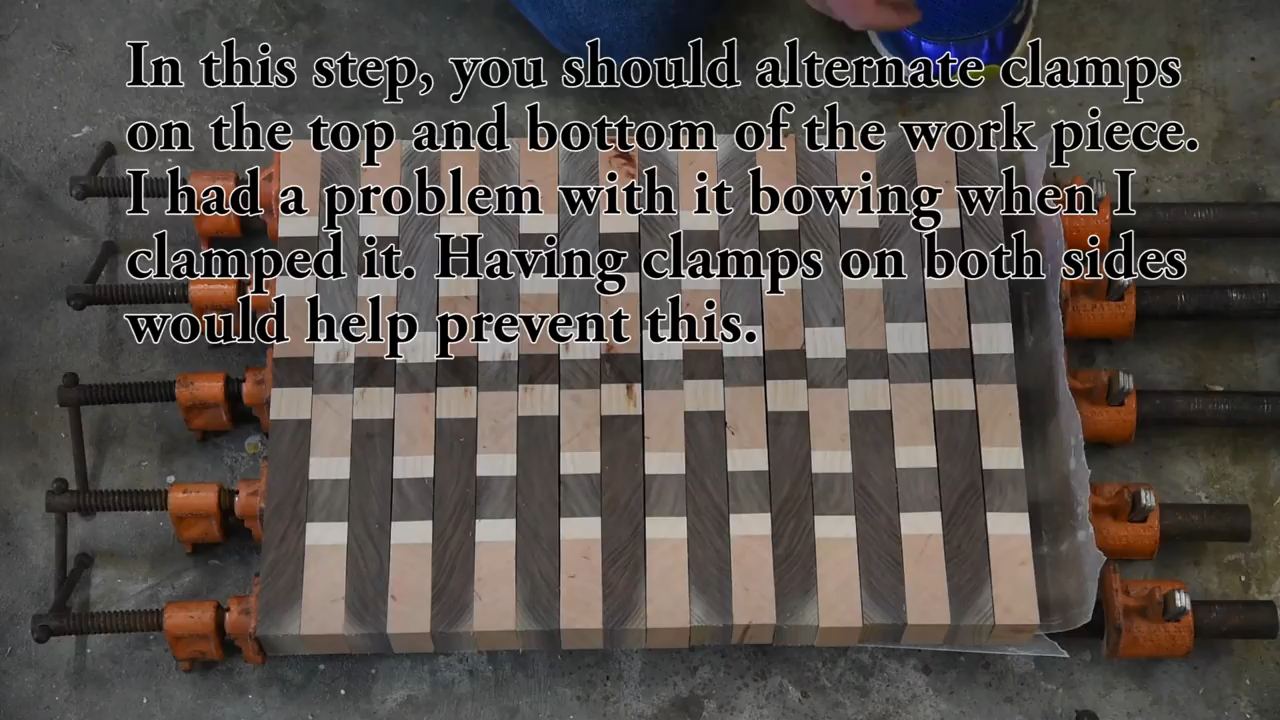 In this step, you should alternate clamps
on the top and bottom of the work piece.
I had a problem with it bowing when I
clamped it. Having clamps on both sides
would help prevent this.